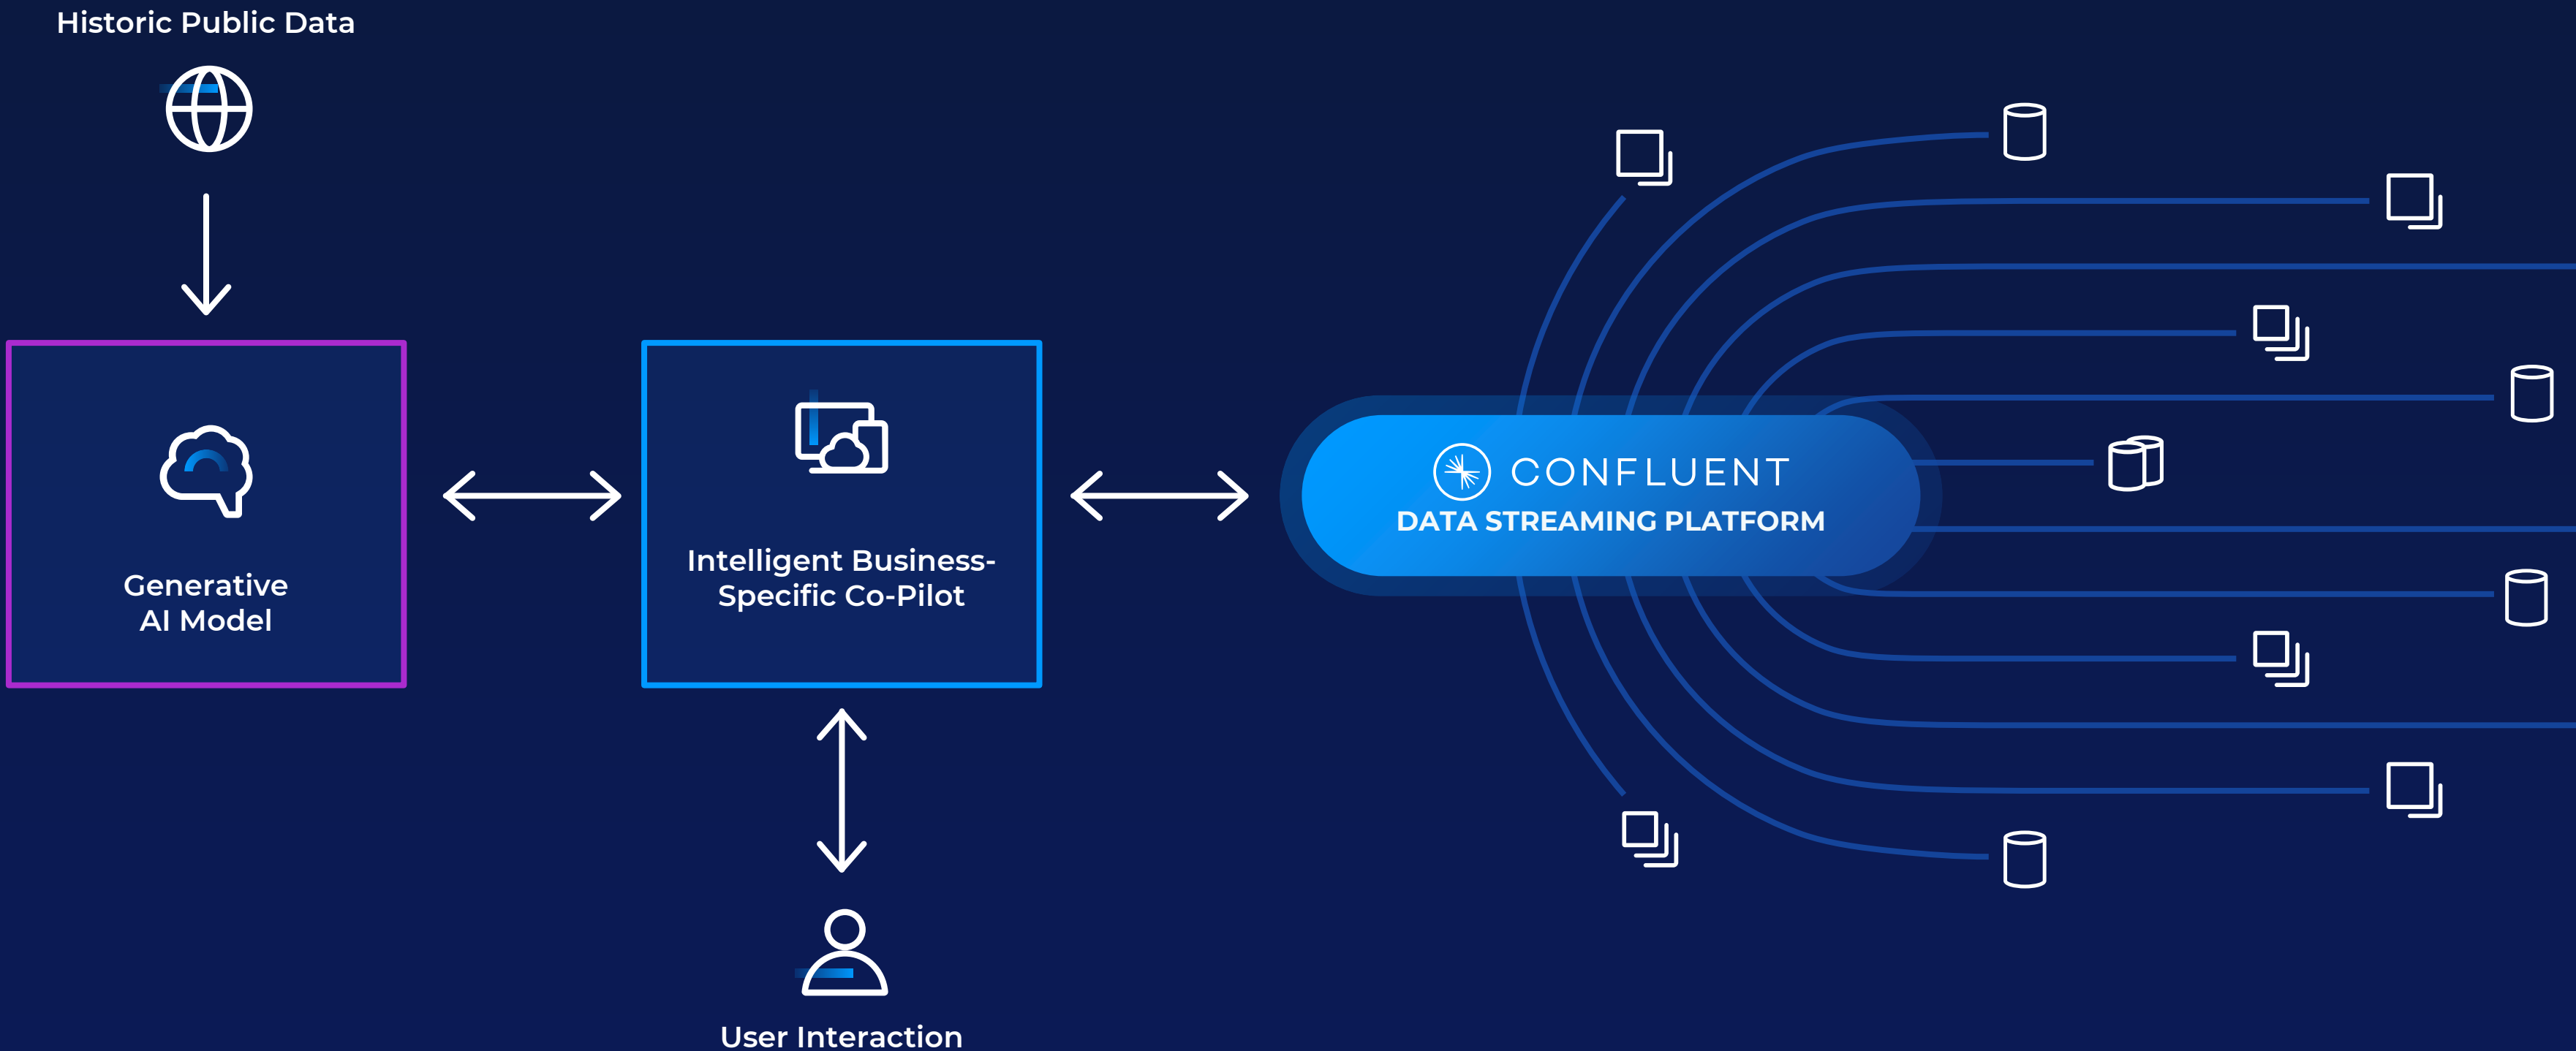 Historic Public Data
Generative
AI Model
Intelligent Business-
Specific Co-Pilot
CONFLUENT
DATA STREAMING PLATFORM
User Interaction